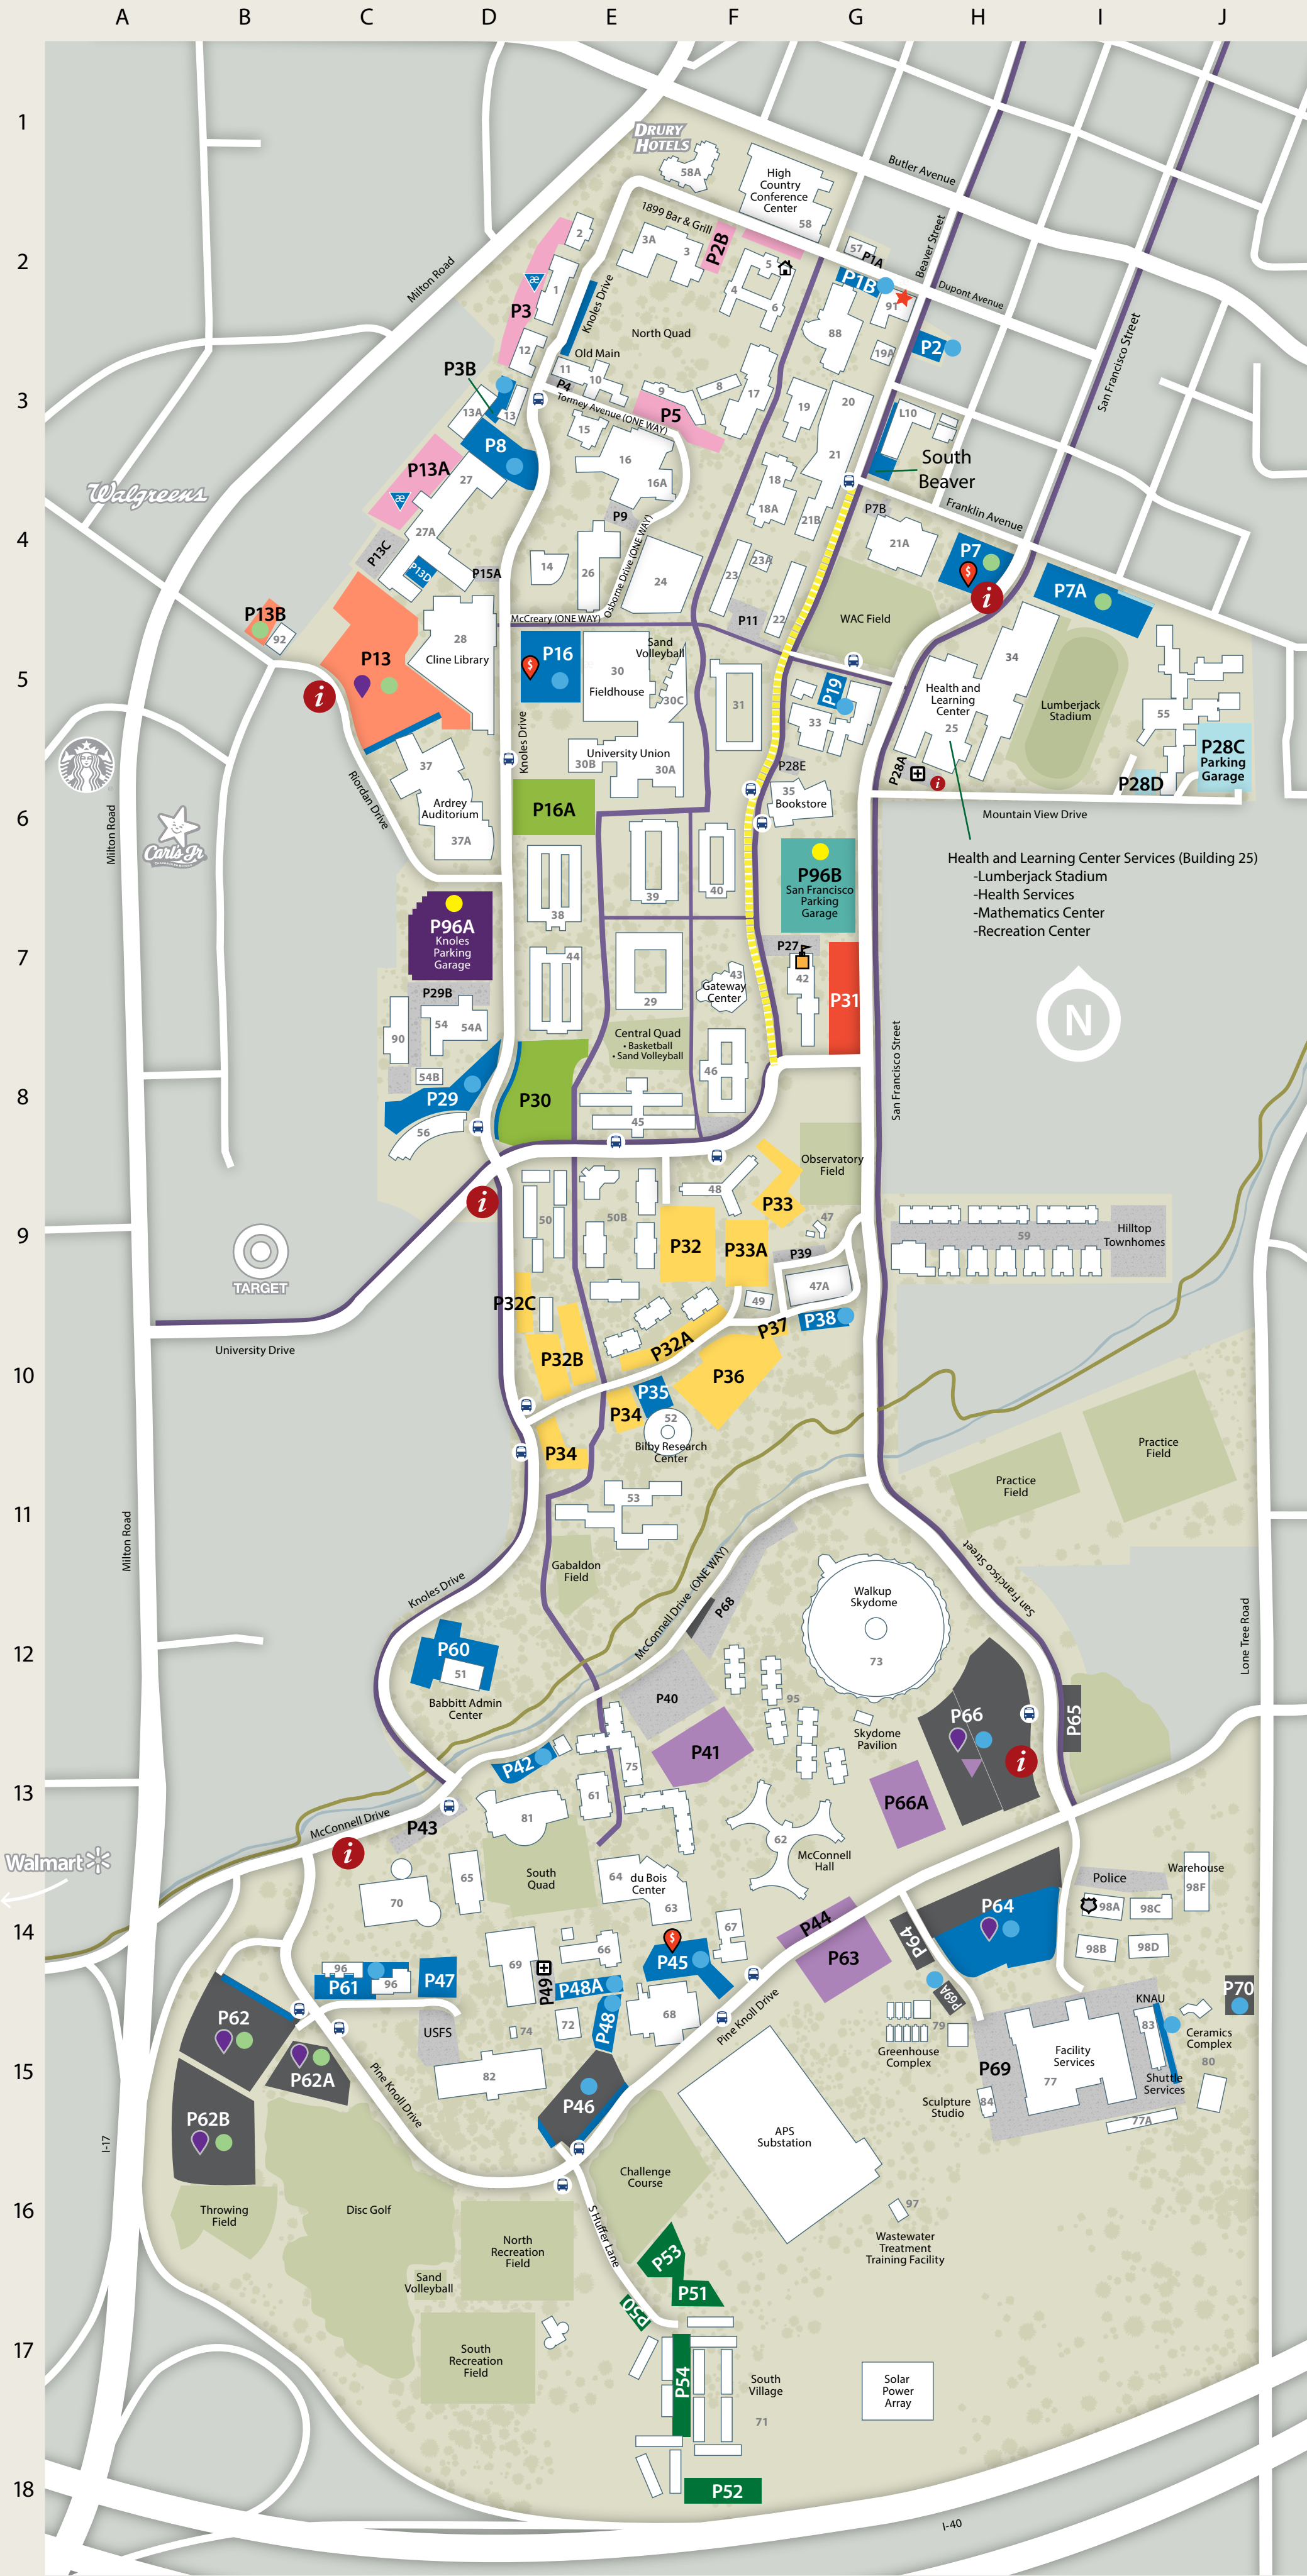 A B C D E F G H I J
1
DRURY
HOTELS
58A
High
Country
Conference
Center
58
Butler Avenue
1899 Bar & Grill
2
2
3A
3
P2B
57
P1A
Beaver Street
Milton Road
æ
1
P3
Knoles Drive
5
4
6
P1B
91
Dupont Avenue
North Quad
88
P2
12
Old Main
19A
San Francisco Street
3
P3B
11
10
P4
9
8
17
13A
13
Tormey Avenue (ONE WAY)
P5
19
20
L10
P8
15
21
South
Beaver
P13A
æ
27
16
16A
18
Walgreens
18A
P7B
Franklin Avenue
4
27A
P9
21B
21A
P7
$
P13C
P13D
P15A
14
26
Osborne Drive (ONE WAY)
24
23
23A
i
P7A
P13B
92
McCreary (ONE WAY)
P11
22
WAC Field
28
Cline Library
5
P13
i
P16
$
30
Fieldhouse
Sand
Volleyball
30C
31
P19
33
Health and
Learning
Center
25
34
Lumberjack
Stadium
55
Knoles Drive
University Union
30B
30A
P28E
P28A
i
P28C
Parking
Garage
P28D
37
Riordan Drive
Ardrey
Auditorium
37A
P16A
35
Bookstore
Mountain View Drive
6
Milton Road
Carl's Jr
Health and Learning Center Services (Building 25)
-Lumberjack Stadium
-Health Services
-Mathematics Center
-Recreation Center
38
39
40
P96B
San Francisco
Parking
Garage
7
P96A
Knoles
Parking
Garage
P27
42
P31
N
P29B
44
29
43
Gateway
Center
90
54
54A
Central Quad
• Basketball
• Sand Volleyball
San Francisco Street
54B
46
8
P29
P30
45
56
Observatory
Field
48
P33
i
9
50
50B
P32
P33A
47
P39
47A
59
Hilltop
Townhomes
TARGET
P32C
49
P38
P37
University Drive
P32A
P32B
10
P36
P35
P34
52
Bilby Research
Center
P34
Practice
Field
Practice
Field
11
53
Milton Road
Gabaldon
Field
Knoles Drive
McConnell Drive (ONE WAY)
P68
Walkup
Skydome
73
San Francisco Street
Lone Tree Road
12
P60
51
Babbitt Admin
Center
P40
95
P66
P65
Skydome
Pavilion
P41
i
13
P42
75
61
P66A
McConnell Drive
P43
81
62
McConnell
Hall
i
Walmart
South
Quad
64
du Bois
Center
63
65
70
Police
Warehouse
98F
98A
98C
14
67
P44
P63
P64
P64
98B
98D
69
66
$
P45
96
P61
96
P47
P49
P48A
P48
68
P69A
KNAU
P70
P62
USFS
74
72
Pine Knoll Drive
79
Greenhouse
Complex
83
Ceramics
Complex
80
15
P62A
Pine Knoll Drive
82
P69
Facility
Services
77
Shuttle
Services
P46
Sculpture
Studio
84
77A
P62B
I-17
APS
Substation
Challenge
Course
16
Throwing
Field
Disc Golf
S Huffer Lane
97
Wastewater
Treatment
Training Facility
North
Recreation
Field
Sand
Volleyball
P53
P51
P50
17
South
Recreation
Field
P54
South
Village
71
Solar
Power
Array
18
P52
I-40